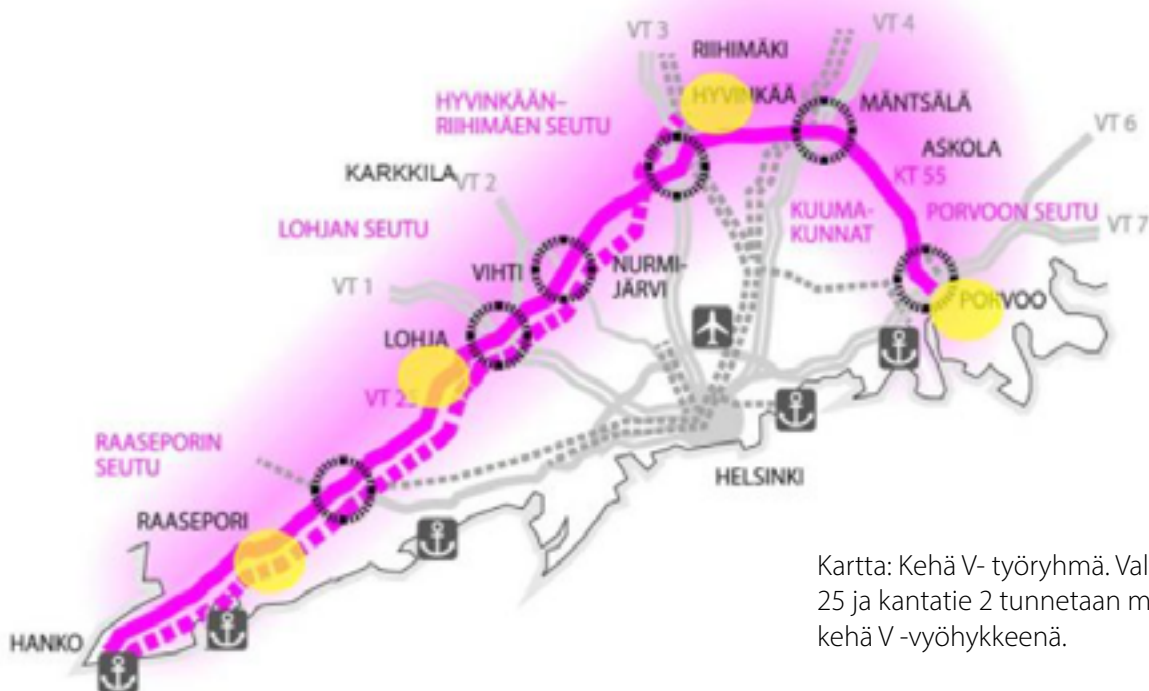 VT 3
VT 4
RIIHIMÄKI
HYVINKÄÄN–
RIIHIMÄEN SEUTU
HYVINKÄÄ
MÄNTSÄLÄ
VT 6
ASKOLA
KARKKILA
VT 2
KT 55
KUUMA-
KUNNAT
PORVOON SEUTU
VT 7
LOHJAN SEUTU
VIHTI
NURMI-
JÄRVI
VT 1
PORVOO
LOHJA
VT 25
RAASEPORIN
SEUTU
HELSINKI
RAASEPORI
HANKO
Kartta: Kehä V- työryhmä. Val
25 ja kantatie 2 tunnetaan m
kehä V -vyöhykkeenä.